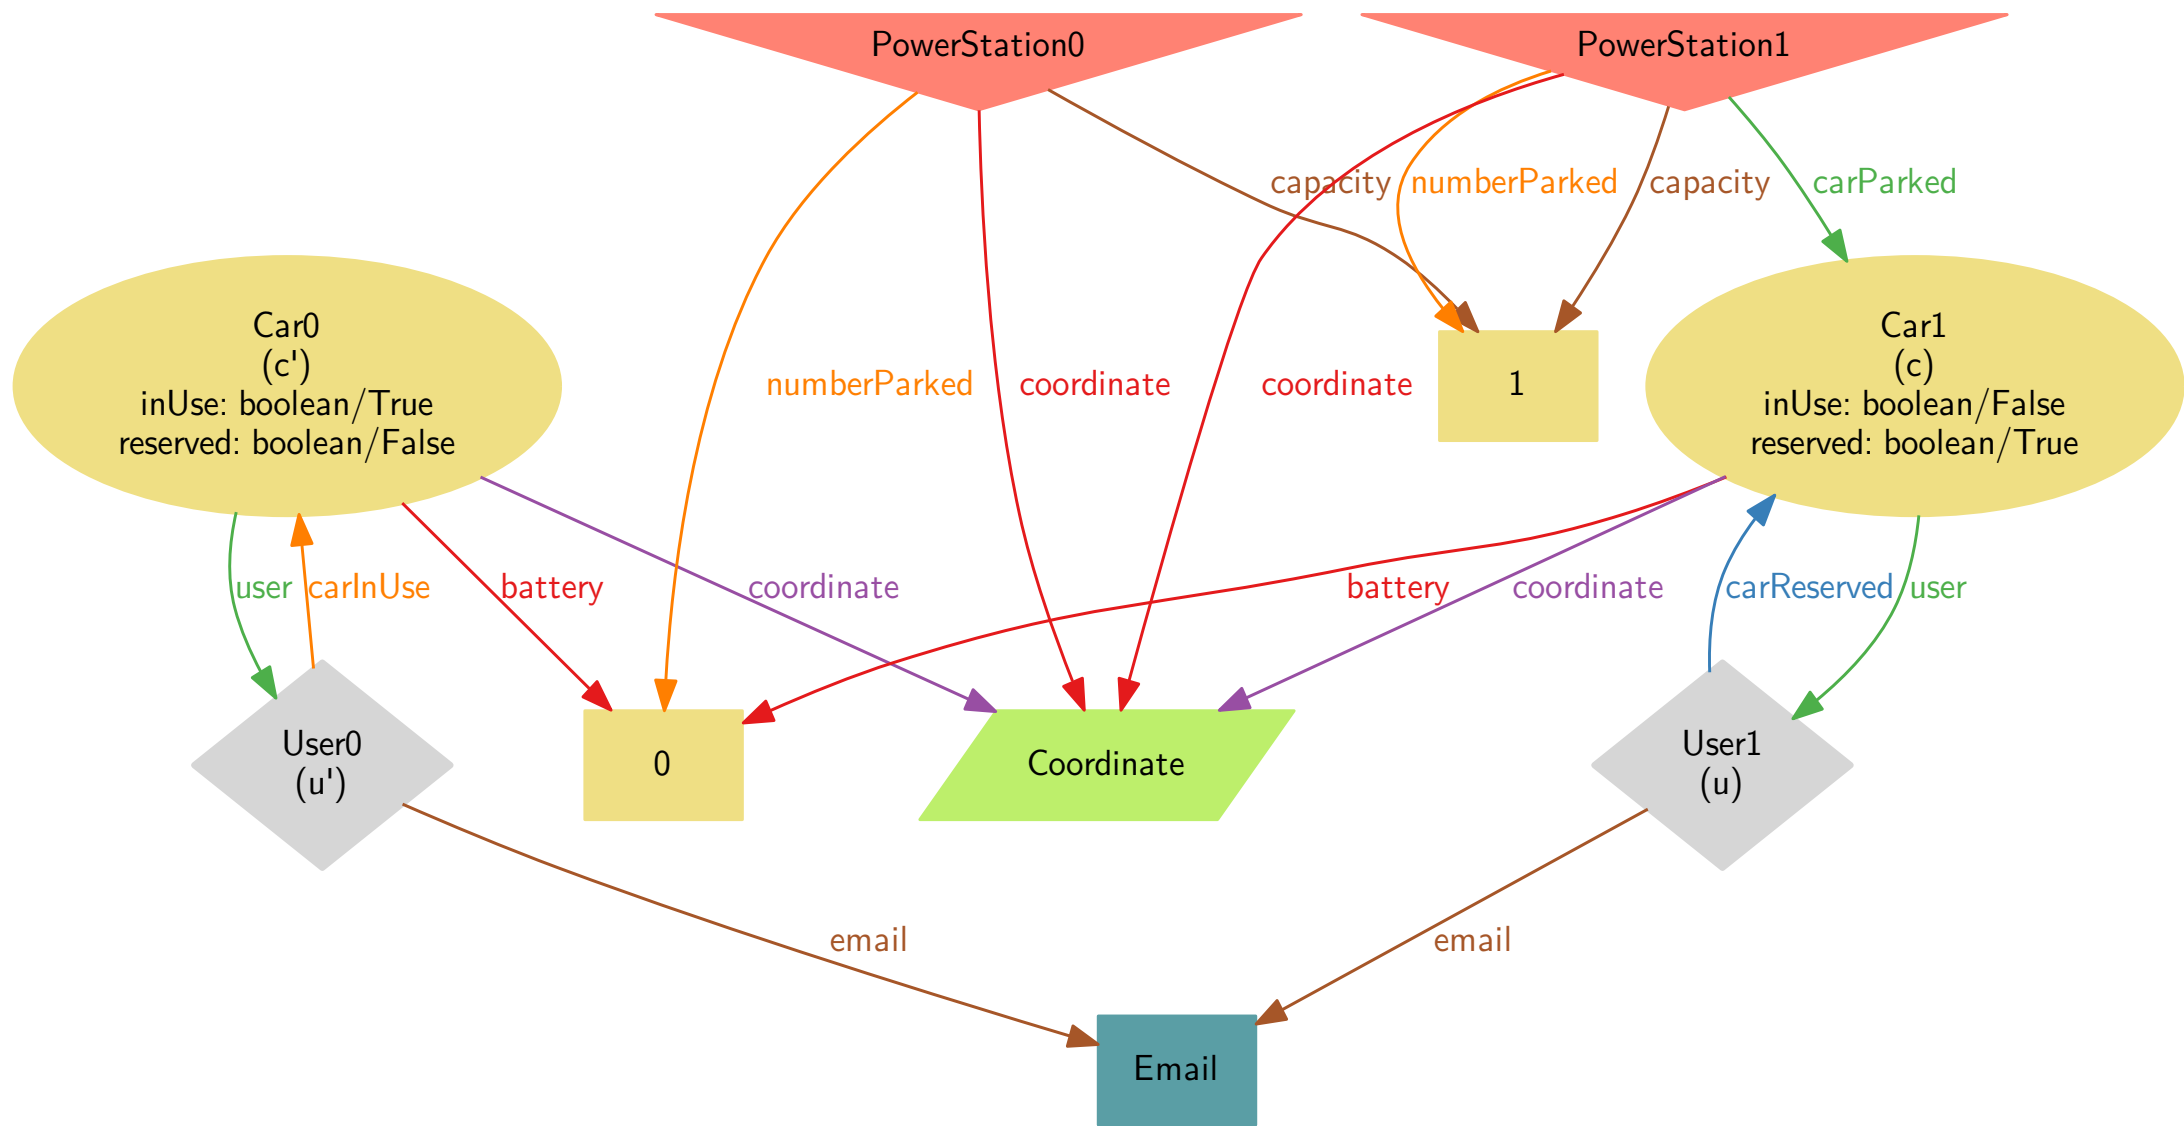 PowerStation0
PowerStation1
capacity
numberParked
capacity
carParked
Car0
(c')
inUse: boolean/True
reserved: boolean/False
numberParked
coordinate
coordinate
1
Car1
(c)
inUse: boolean/False
reserved: boolean/True
user
carInUse
battery
coordinate
battery
coordinate
carReserved
user
User0
(u')
0
Coordinate
User1
(u)
email
email
Email